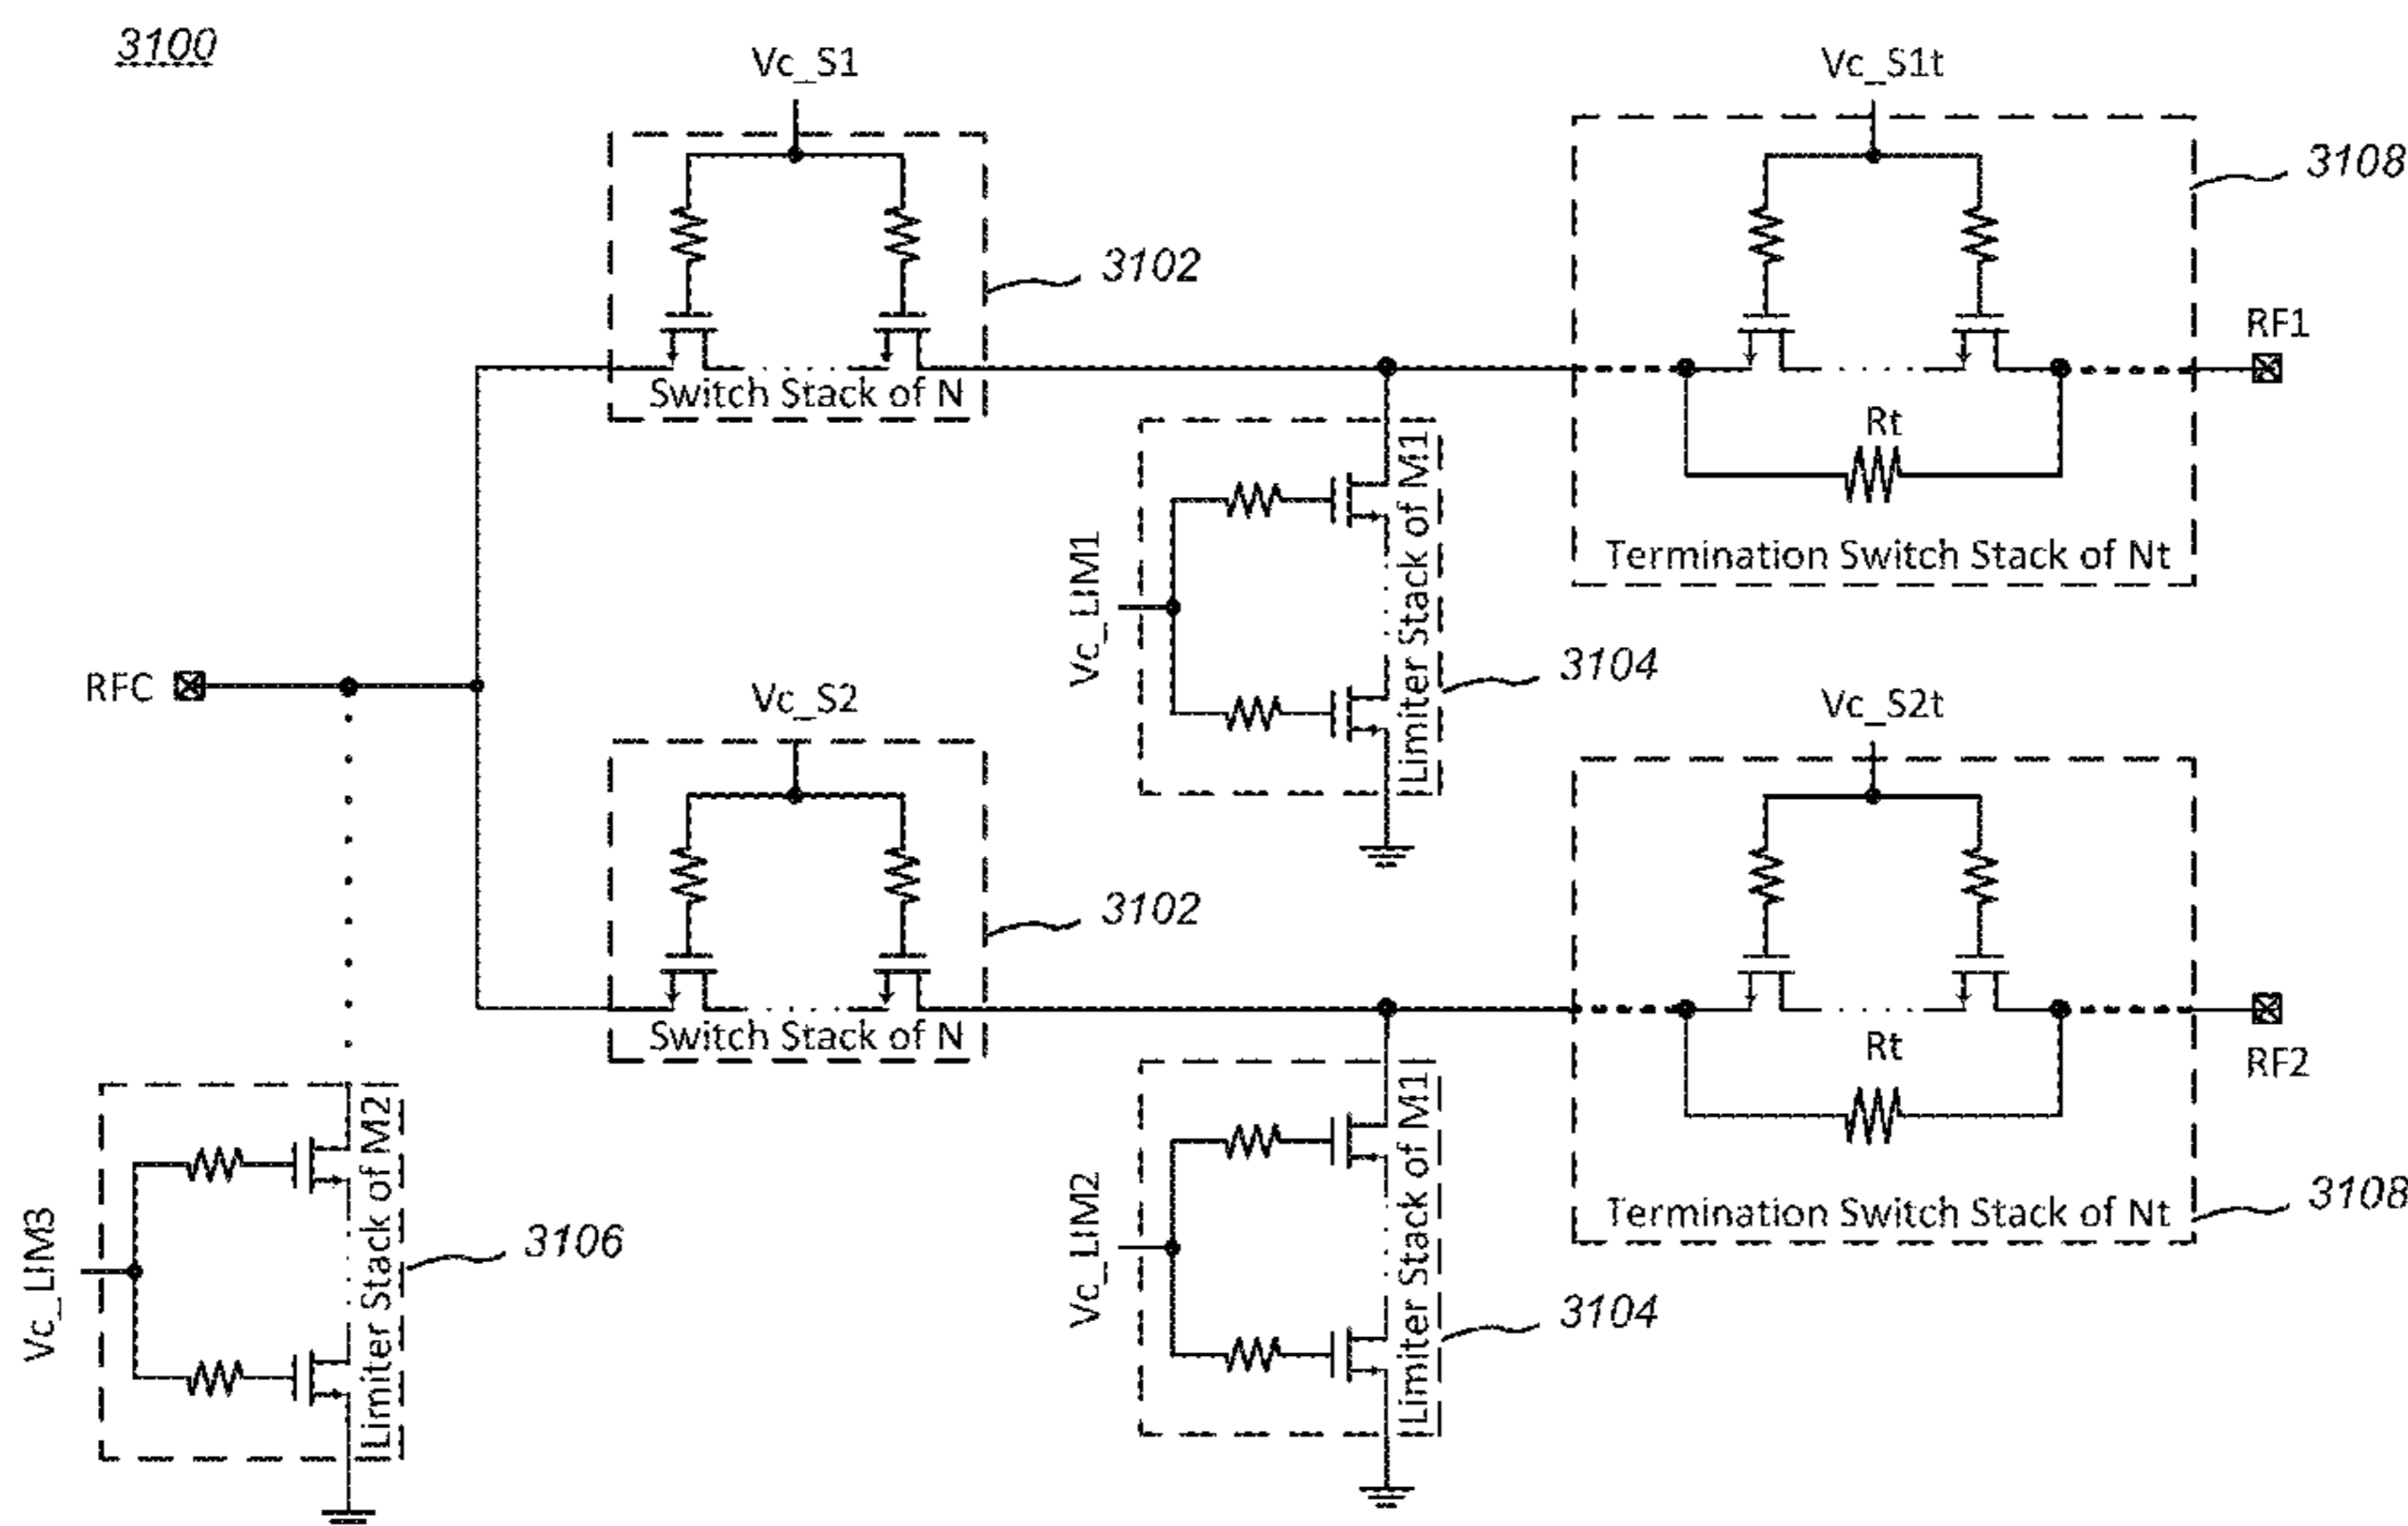 3100
Vc_S1
Vc_S1t
3108
3102
RF1
Switch Stack of N
Rt
Limiter Stack of M1
Vc_LIM1
Termination Switch Stack of Nt
3104
RFC
Vc_S2
Vc_S2t
3102
Switch Stack of N
Rt
RF2
Limiter Stack of M1
Vc_LIM2
Termination Switch Stack of Nt
3108
Limiter Stack of M2
Vc_LIM3
3106
3104